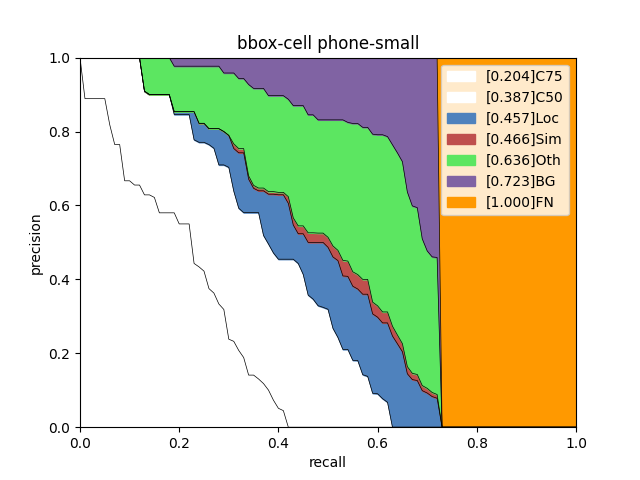 bbox-cell phone-small
1.0
0.8
0.6
0.4
0.2
0.0
precision
[0.204]C75
[0.387]C50
[0.457]Loc
[0.466]Sim
[0.636]Oth
[0.723]BG
[1.000]FN
0.0 0.2 0.4 0.6 0.8 1.0
recall